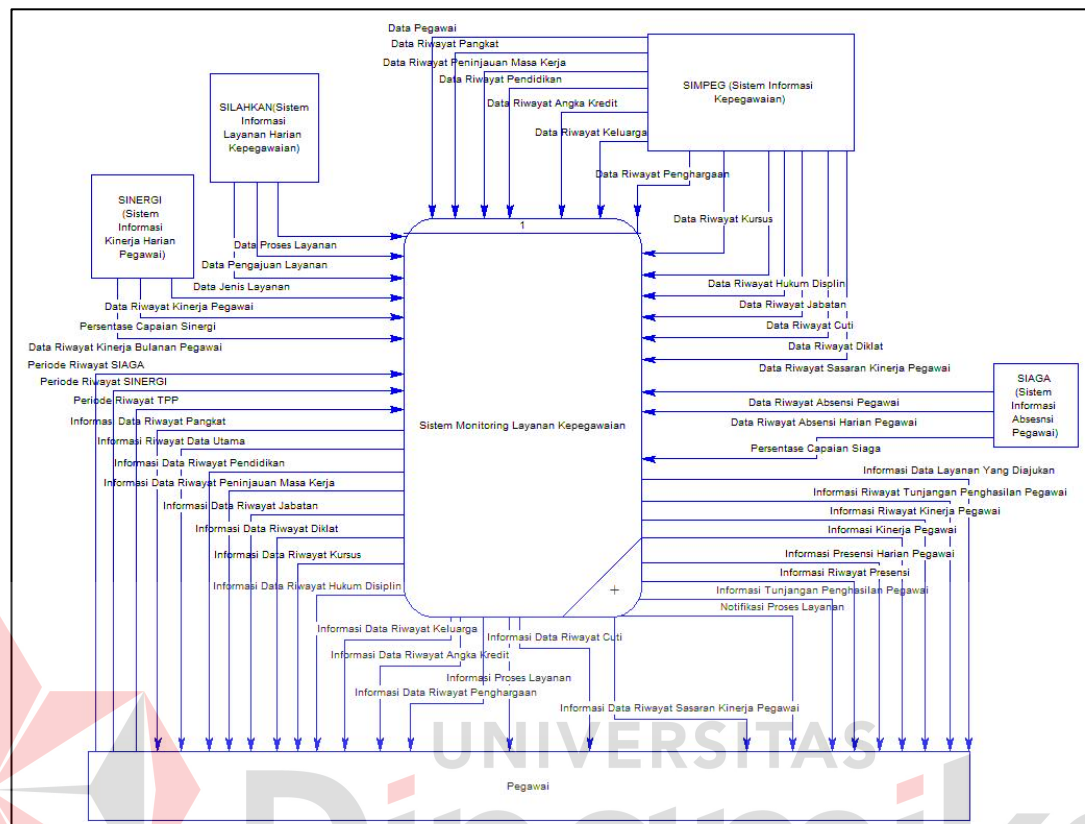 Data Pegawai
Data Riwayat Pangkat
Data Riwayat Peninjauan Masa Kerja
Data Riwayat Pendidikan
Data Riwayat Angka Kredit
Data Riwayat Keluarga
Data Riwayat Penghargaan
SIMPEG (Sistem Informasi
Kepegawaian)
SILAHKAN(Sistem
Informasi
Layanan Harian
Kepegawaian)
SINERGI
(Sistem
Informasi
Kinerja Harian
Pegawai)
Data Riwayat Kursus
1
Data Proses Layanan
Data Pengajuan Layanan
Data Jenis Layanan
Data Riwayat Kinerja Pegawai
Persentase Capaian Sinergi
Data Riwayat Kinerja Bulanan Pegawai
Data Riwayat Hukum Displin
Data Riwayat Jabatan
Data Riwayat Cuti
Data Riwayat Diklat
Data Riwayat Sasaran Kinerja Pegawai
SIAGA
(Sistem
Informasi
Absesnsi
Pegawai)
Data Riwayat Absensi Pegawai
Data Riwayat Absensi Harian Pegawai
Persentase Capaian Siaga
Periode Riwayat SIAGA
Periode Riwayat SINERGI
Periode Riwayat TPP
Informasi Data Riwayat Pangkat
Informasi Riwayat Data Utama
Informasi Data Riwayat Pendidikan
Informasi Data Riwayat Peninjauan Masa Kerja
Informasi Data Riwayat Jabatan
Informasi Data Riwayat Diklat
Informasi Data Riwayat Kursus
Informasi Data Riwayat Hukum Disiplin
Sistem Monitoring Layanan Kepegawaian
+
Informasi Data Layanan Yang Diajukan
Informasi Riwayat Tunjangan Penghasilan Pegawai
Informasi Riwayat Kinerja Pegawai
Informasi Kinerja Pegawai
Informasi Presensi Harian Pegawai
Informasi Riwayat Presensi
Informasi Tunjangan Penghasilan Pegawai
Notifikasi Proses Layanan
Informasi Data Riwayat Keluarga
Informasi Data Riwayat Cuti
Informasi Data Riwayat Angka Kredit
Informasi Proses Layanan
Informasi Data Riwayat Penghargaan
Informasi Data Riwayat Sasaran Kinerja Pegawai
UNIVERSITAS
Pegawai
Dinamika